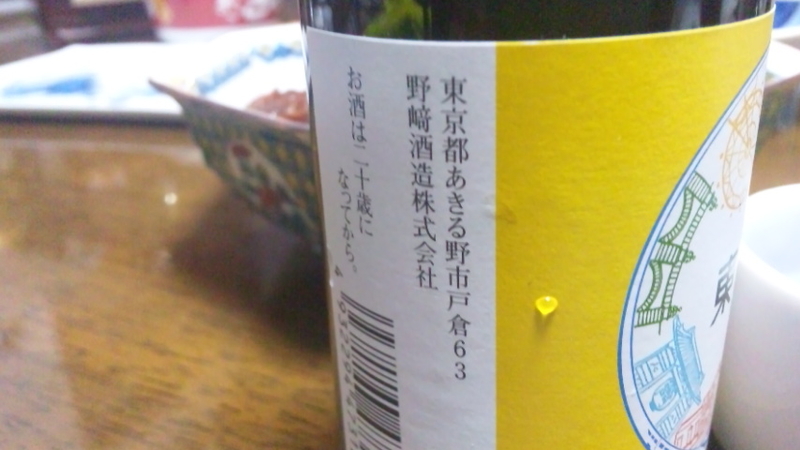 東京都あきる野市戸倉63
野﨑酒造株式会社
お酒は二十歳に
なってから。
東